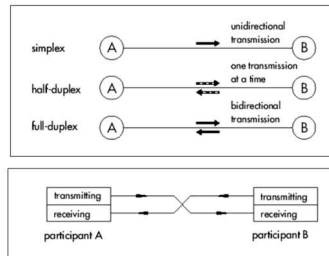 unidirectional
simplex A transmission B
one transmission
half-duplex A at a time B
bidirectional
full-duplex A transmission B
transmitting transmitting
receiving receiving
participant A participant B